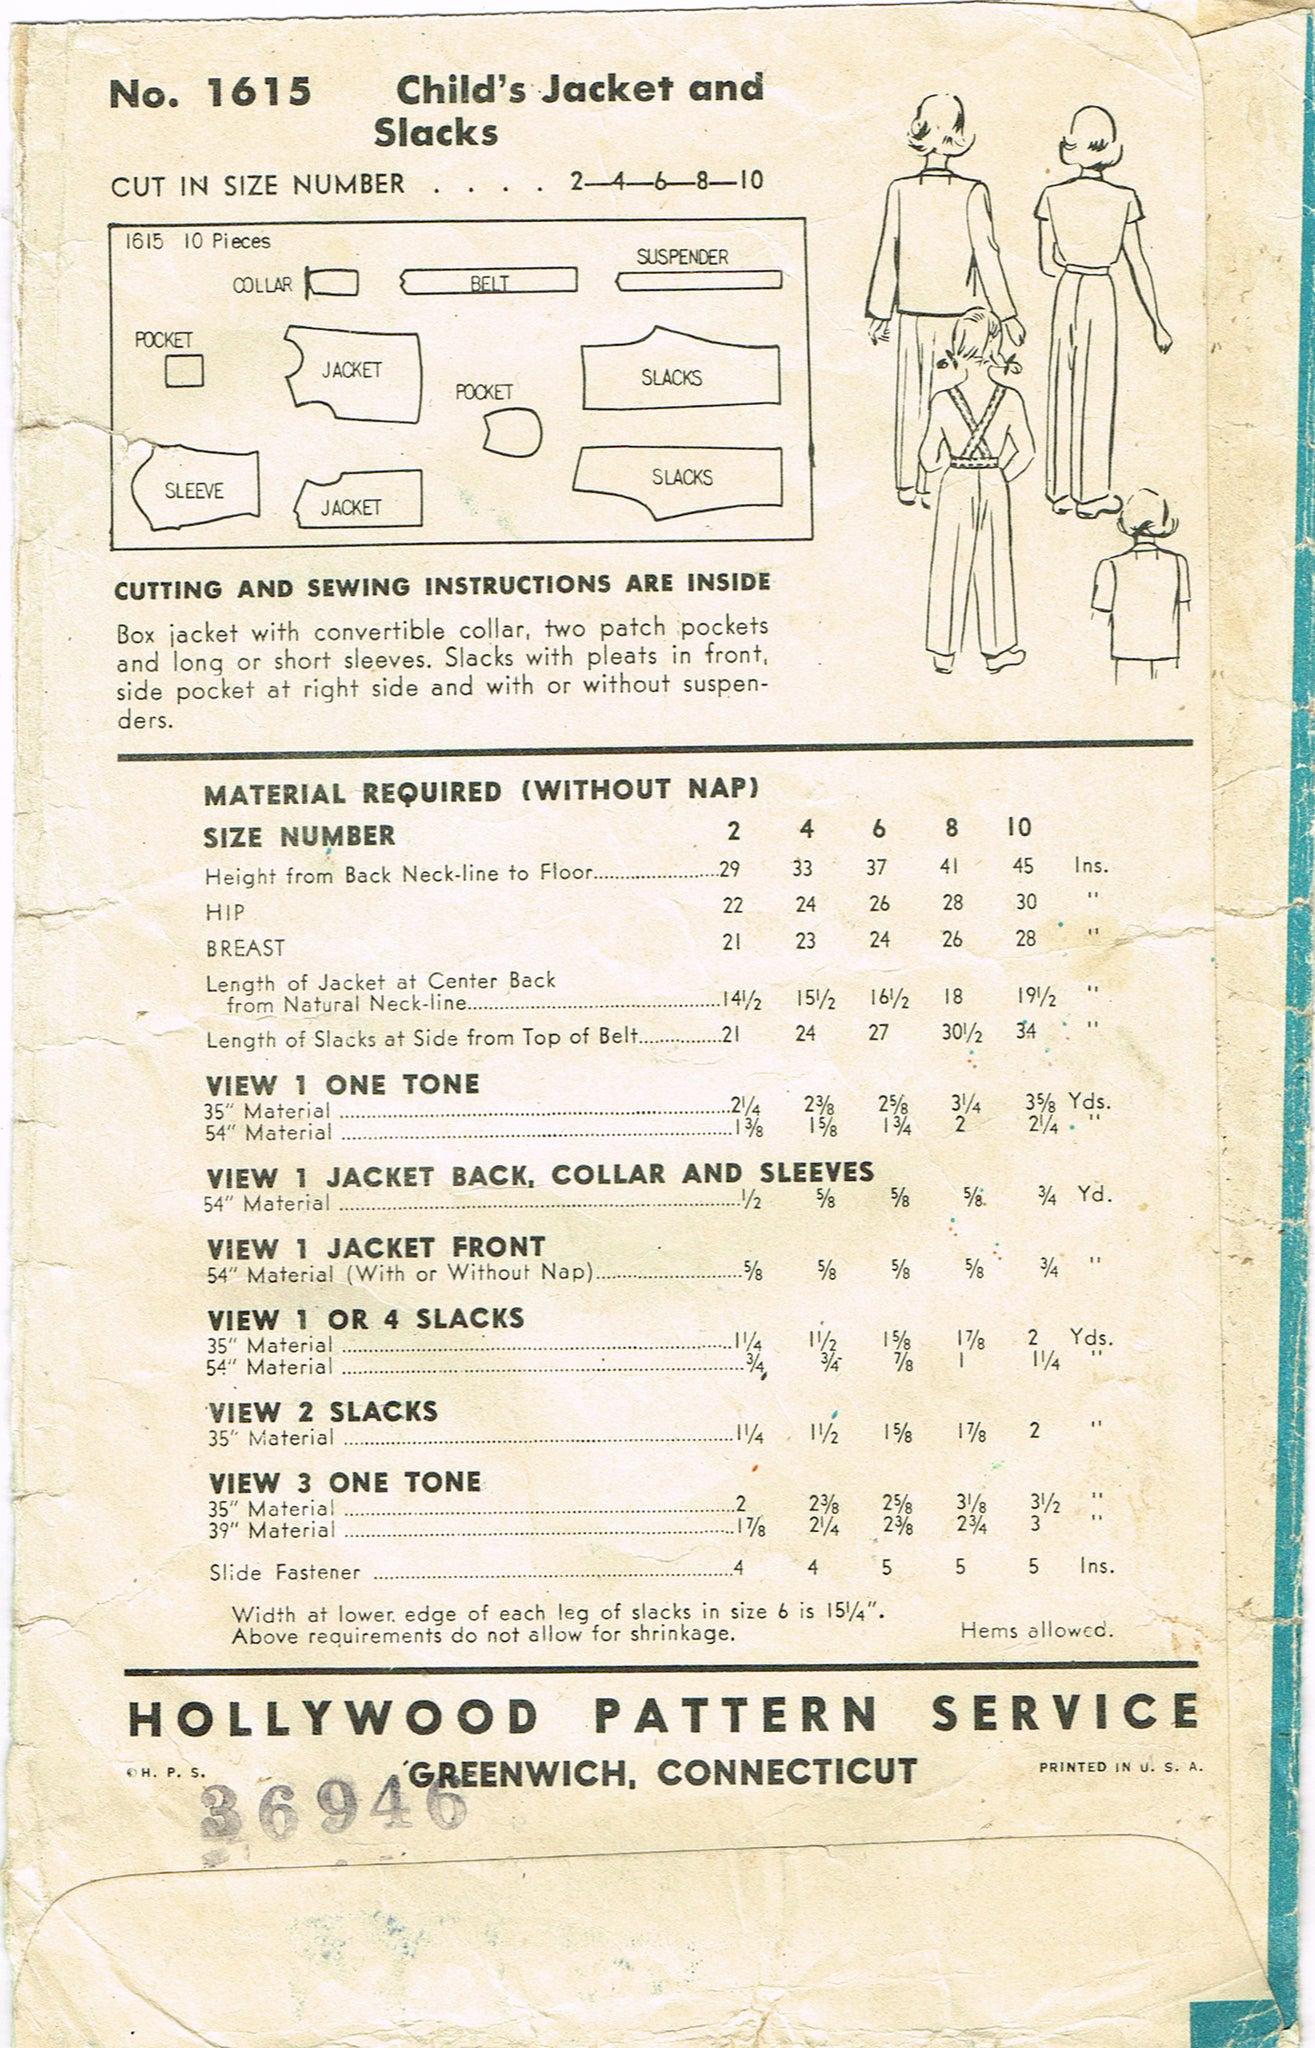 No. 1615 Child's Jacket and
Slacks
CUT IN SIZE NUMBER . . . . 2—4—6—8—10
1615 10 Pieces
COLLAR
BELT
SUSPENDER
POCKET
JACKET
POCKET
SLACKS
SLEEVE
JACKET
SLACKS
CUTTING AND SEWING INSTRUCTIONS ARE INSIDE
Box jacket with convertible collar, two patch pockets
and long or short sleeves. Slacks with pleats in front,
side pocket at right side and with or without suspen-
ders.
MATERIAL REQUIRED (WITHOUT NAP)
SIZE NUMBER 2 4 6 8 10
Height from Back Neck-line to Floor....................29 33 37 41 45 Ins.
HIP 22 24 26 28 30 "
BREAST 21 23 24 26 28 "
Length of Jacket at Center Back
from Natural Neck-line....................14½ 15½ 16½ 18 19½ "
Length of Slacks at Side from Top of Belt..............21 24 27 30½ 34 "
VIEW 1 ONE TONE
35" Material ....................2¼ 2⅜ 2⅝ 3¼ 3⅝ Yds.
54" Material ....................1⅜ 1⅝ 1¾ 2 2¼ "
VIEW 1 JACKET BACK, COLLAR AND SLEEVES
54" Material ....................½ ⅝ ⅝ ⅝ ¾ Yd.
VIEW 1 JACKET FRONT
54" Material (With or Without Nap)....................⅝ ⅝ ⅝ ⅝ ¾ "
VIEW 1 OR 4 SLACKS
35" Material ....................1¼ 1½ 1⅝ 1⅞ 2 Yds.
54" Material ....................¾ ¾ ⅞ 1 1¼ "
VIEW 2 SLACKS
35" Material ....................1¼ 1½ 1⅝ 1⅞ 2 "
VIEW 3 ONE TONE
35" Material ....................2 2⅜ 2⅝ 3⅛ 3½ "
39" Material ....................1⅞ 2¼ 2⅜ 2¾ 3 "
Slide Fastener ....................4 4 5 5 5 Ins.
Width at lower edge of each leg of slacks in size 6 is 15¼".
Above requirements do not allow for shrinkage. Hems allowed.
HOLLYWOOD PATTERN SERVICE
© H. P. S. GREENWICH, CONNECTICUT PRINTED IN U. S. A.
36946